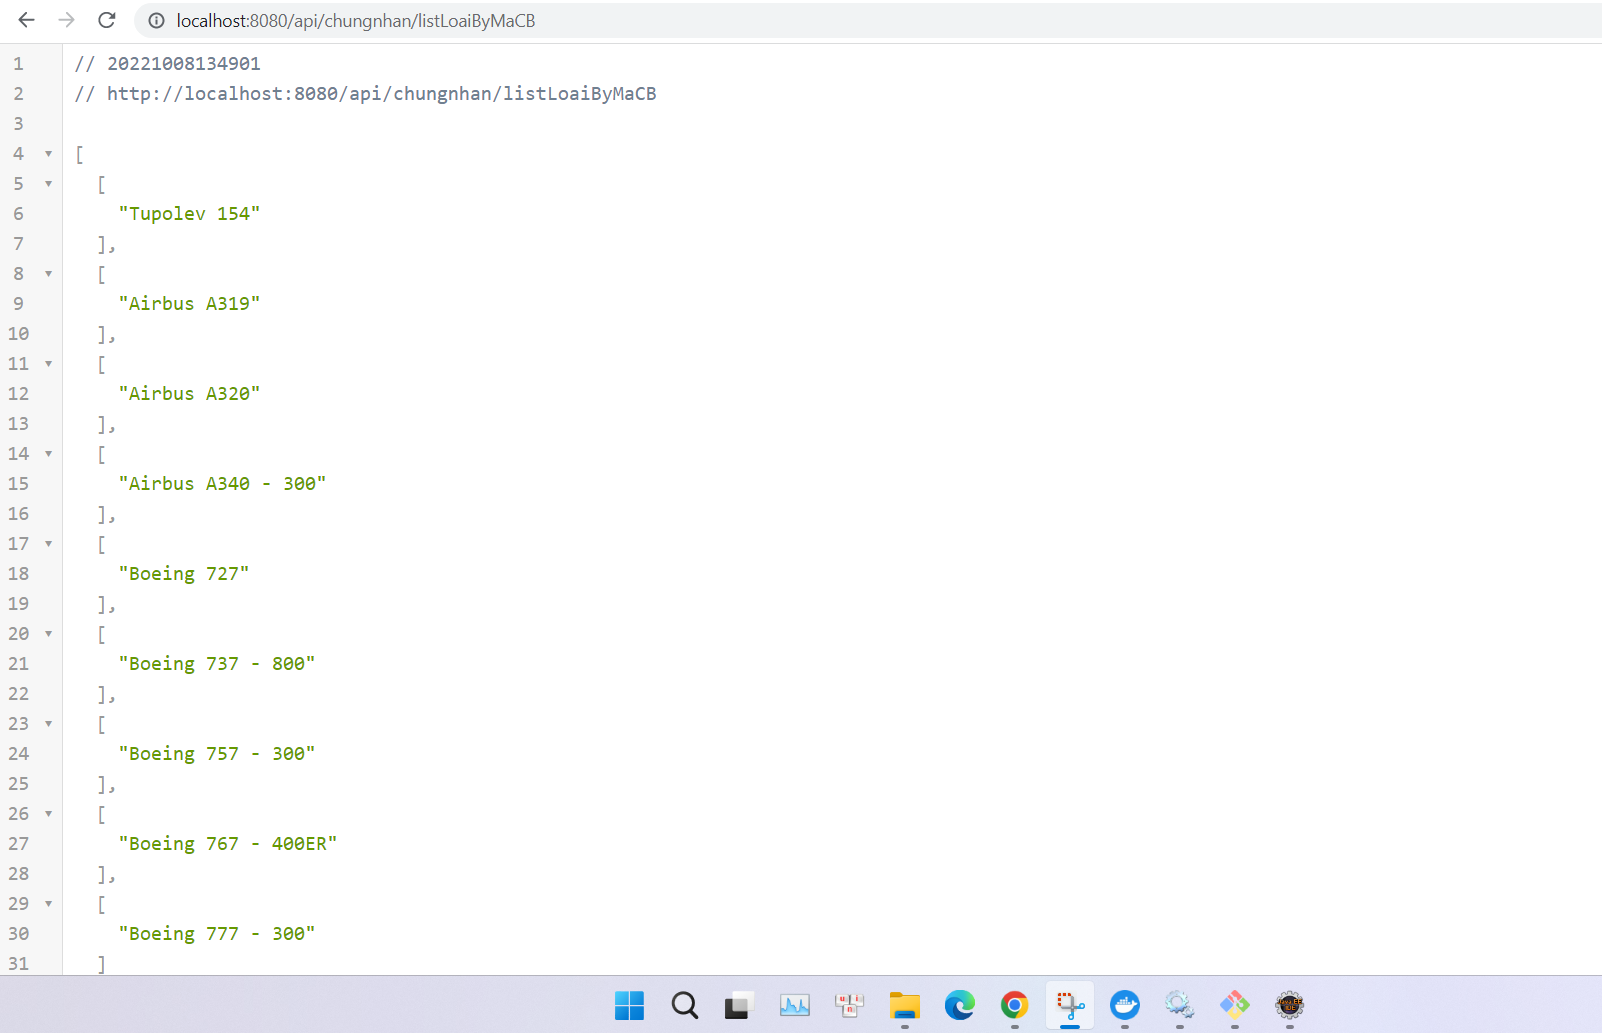 localhost:8080/api/chungnhan/listLoaiByMaCB
1 // 20221008134901
2 // http://localhost:8080/api/chungnhan/listLoaiByMaCB
3
4 [
5 [
6 "Tupolev 154"
7 ],
8 [
9 "Airbus A319"
10 ],
11 [
12 "Airbus A320"
13 ],
14 [
15 "Airbus A340 - 300"
16 ],
17 [
18 "Boeing 727"
19 ],
20 [
21 "Boeing 737 - 800"
22 ],
23 [
24 "Boeing 757 - 300"
25 ],
26 [
27 "Boeing 767 - 400ER"
28 ],
29 [
30 "Boeing 777 - 300"
31 ]